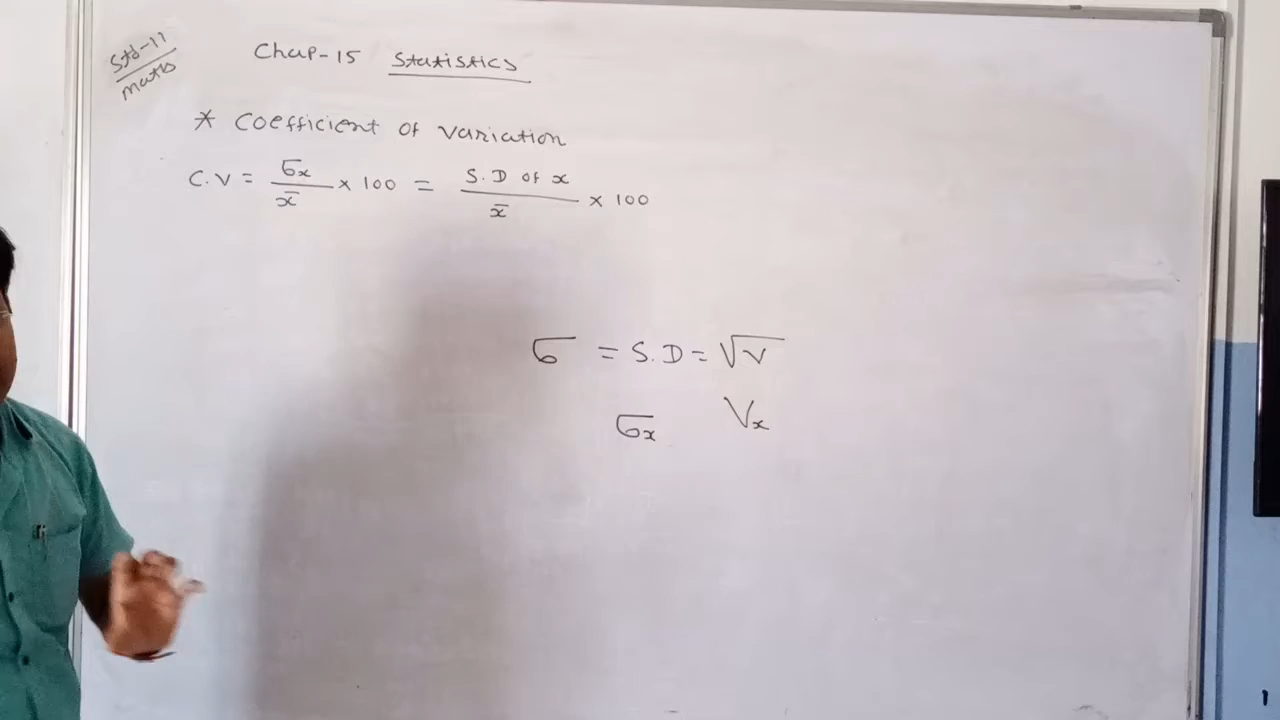 Std-11
maths
Chap-15 Statistics
* Coefficient of variation
C.V = σx / x̄ × 100 = S.D of x / x̄ × 100
σ = S.D = √V
σx Vx